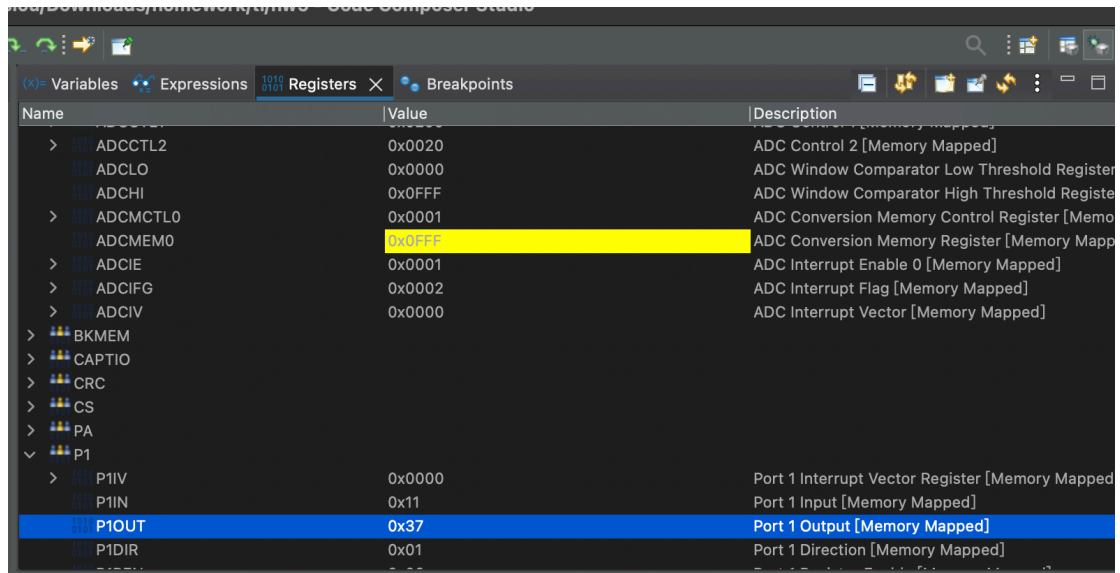 (x)= Variables Expressions 1010 0101 Registers X Breakpoints
Name Value Description
ADCCTL2 0x0020 ADC Control 2 [Memory Mapped]
ADCLO 0x0000 ADC Window Comparator Low Threshold Register
ADCHI 0x0FFF ADC Window Comparator High Threshold Registe
ADCMCTL0 0x0001 ADC Conversion Memory Control Register [Memo
ADCMEM0 0x0FFF ADC Conversion Memory Register [Memory Mapp
ADCIE 0x0001 ADC Interrupt Enable 0 [Memory Mapped]
ADCIFG 0x0002 ADC Interrupt Flag [Memory Mapped]
ADCIV 0x0000 ADC Interrupt Vector [Memory Mapped]
BKMEM
CAPTIO
CRC
CS
PA
P1
P1IV 0x0000 Port 1 Interrupt Vector Register [Memory Mapped
P1IN 0x11 Port 1 Input [Memory Mapped]
P1OUT 0x37 Port 1 Output [Memory Mapped]
P1DIR 0x01 Port 1 Direction [Memory Mapped]